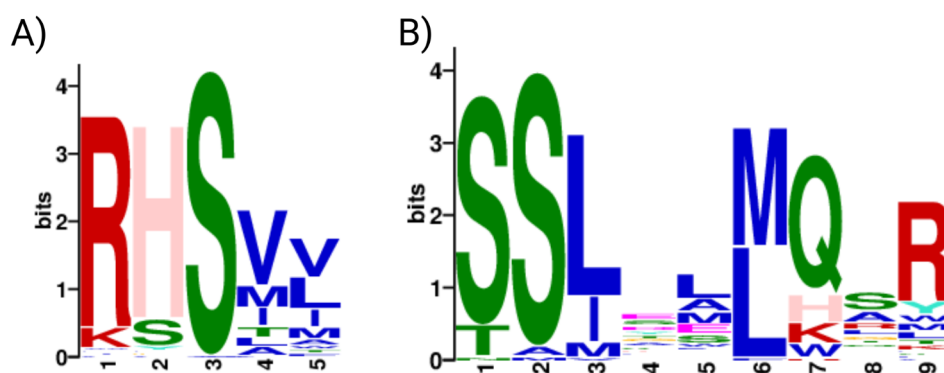 A)
B)
bits
4
3
2
1
0
R H S V V
K S M L
I I
T M
L A
A
1 2 3 4 5
bits
4
3
2
1
0
S S L L M Q S R
T A I A L H A
M M K
W
1 2 3 4 5 6 7 8 9